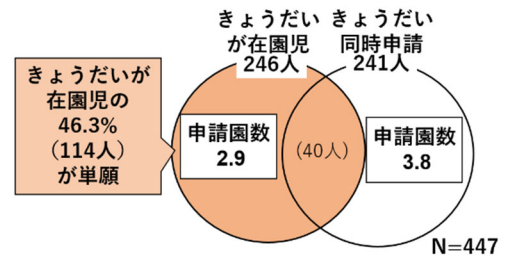 きょうだい
が在園児
246人
きょうだい
同時申請
241人
きょうだいが
在園児の
46.3%
（114人）
が単願
申請園数
2.9
（40人）
申請園数
3.8
N=447